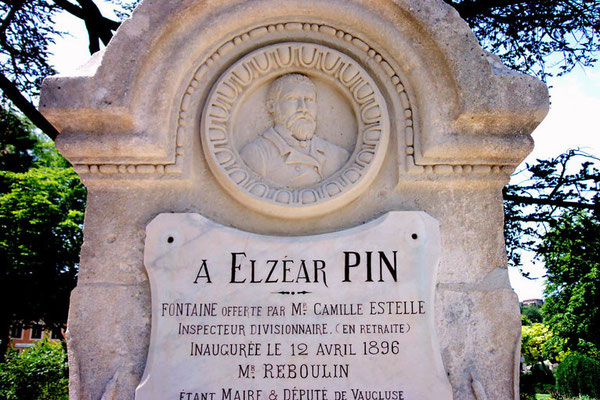 A ELZÉAR PIN
FONTAINE OFFERTE PAR MR. CAMILLE ESTELLE
INSPECTEUR DIVISIONNAIRE. (EN RETRAITE)
INAUGURÉE LE 12 AVRIL 1896
MR. REBOULIN
ÉTANT MAIRE & DÉPUTÉ DE VAUCLUSE